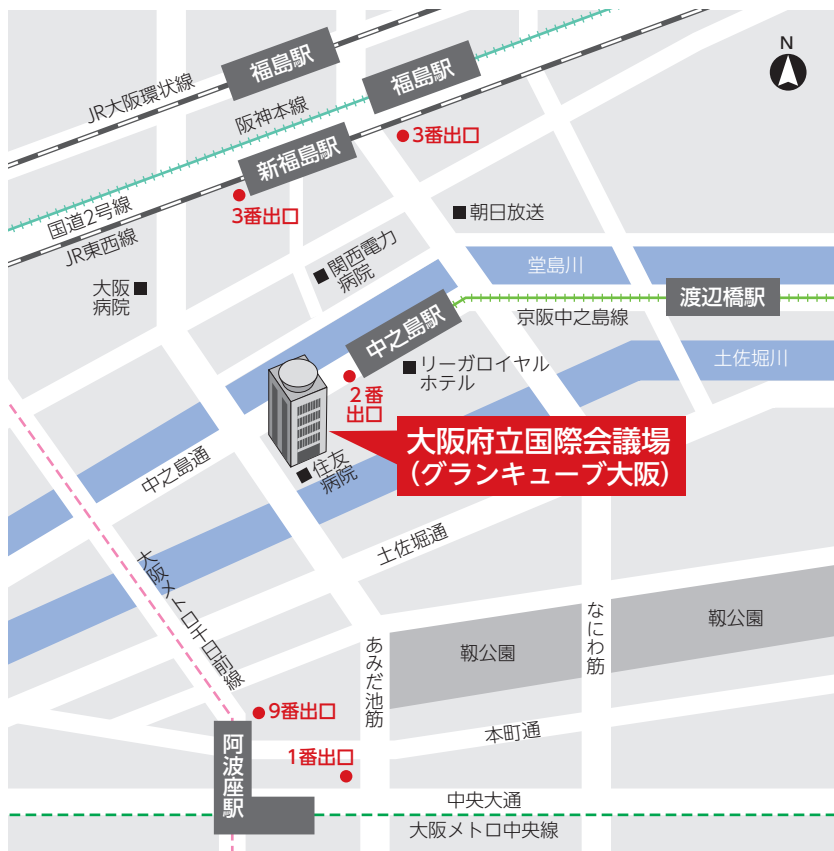 N
福島駅
福島駅
JR大阪環状線
阪神本線
3番出口
新福島駅
3番出口
国道2号線
JR東西線
朝日放送
関西電力
病院
堂島川
大阪
病院
渡辺橋駅
中之島駅
京阪中之島線
リーガロイヤル
ホテル
土佐堀川
2番
出口
大阪府立国際会議場
(グランキューブ大阪)
住友
病院
中之島通
土佐堀通
大阪メトロ千日前線
なにわ筋
靱公園
靱公園
あみだ池筋
9番出口
本町通
阿波座駅
1番出口
中央大通
大阪メトロ中央線